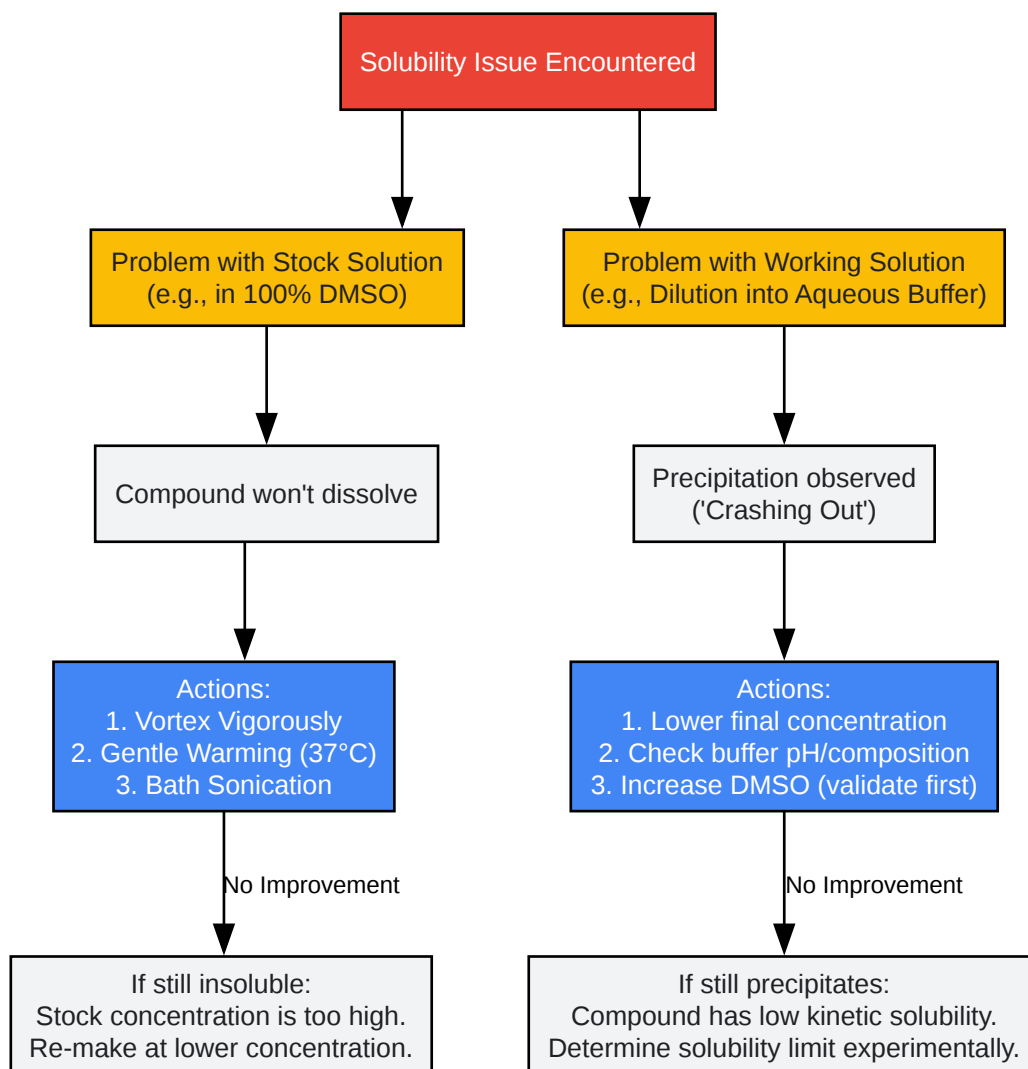 Solubility Issue Encountered
Problem with Stock Solution
(e.g., in 100% DMSO)
Problem with Working Solution
(e.g., Dilution into Aqueous Buffer)
Compound won't dissolve
Precipitation observed
('Crashing Out')
Actions:
1. Vortex Vigorously
2. Gentle Warming (37°C)
3. Bath Sonication
Actions:
1. Lower final concentration
2. Check buffer pH/composition
3. Increase DMSO (validate first)
No Improvement
No Improvement
If still insoluble:
Stock concentration is too high.
Re-make at lower concentration.
If still precipitates:
Compound has low kinetic solubility.
Determine solubility limit experimentally.